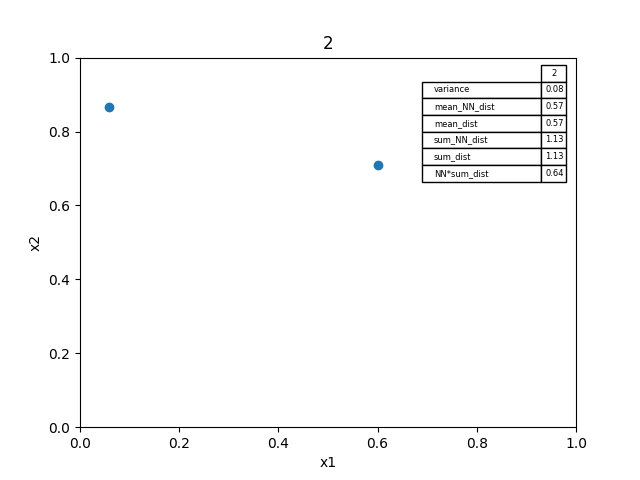 2
2
variance 0.08
mean_NN_dist 0.57
mean_dist 0.57
sum_NN_dist 1.13
sum_dist 1.13
NN*sum_dist 0.64
1.0
0.8
0.6
0.4
0.2
0.0
x2
0.0 0.2 0.4 0.6 0.8 1.0
x1